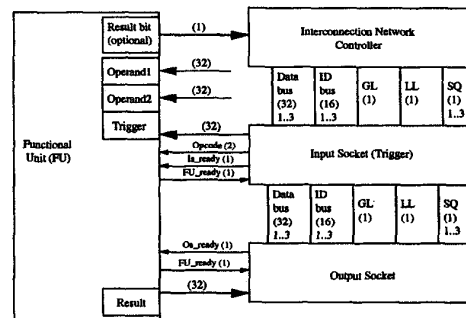 Result bit
(optional)
(1)
Interconnection Network
Controller
Operand1
(32)
Operand2
(32)
Trigger
(32)
Data
bus
(32)
1..3
ID
bus
(16)
1..3
GL
(1)
LL
(1)
SQ
(1)
1..3
Functional
Unit (FU)
Opcode (2)
Is_ready (1)
FU_ready (1)
Input Socket (Trigger)
Data
bus
(32)
1..3
ID
bus
(16)
1..3
GL
(1)
LL
(1)
SQ
(1)
1..3
Os_ready (1)
FU_ready (1)
Output Socket
Result
(32)